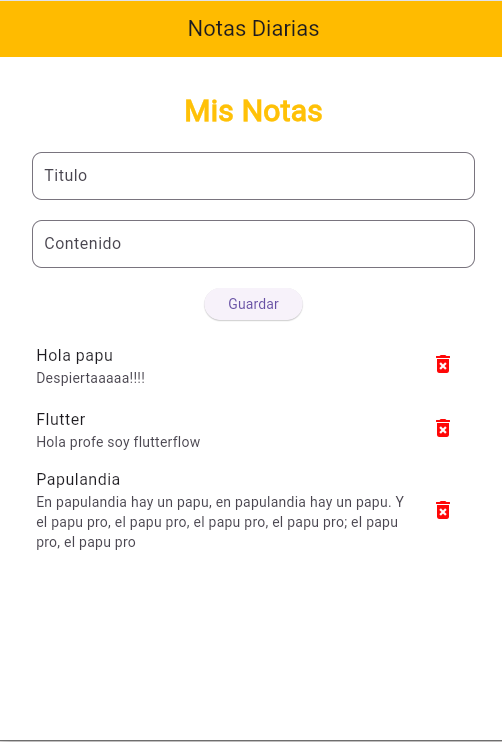 Notas Diarias
Mis Notas
Titulo
Contenido
Guardar
Hola papu
Despiertaaaaa!!!!
Flutter
Hola profe soy flutterflow
Papulandia
En papulandia hay un papu, en papulandia hay un papu. Y
el papu pro, el papu pro, el papu pro, el papu pro; el papu
pro, el papu pro